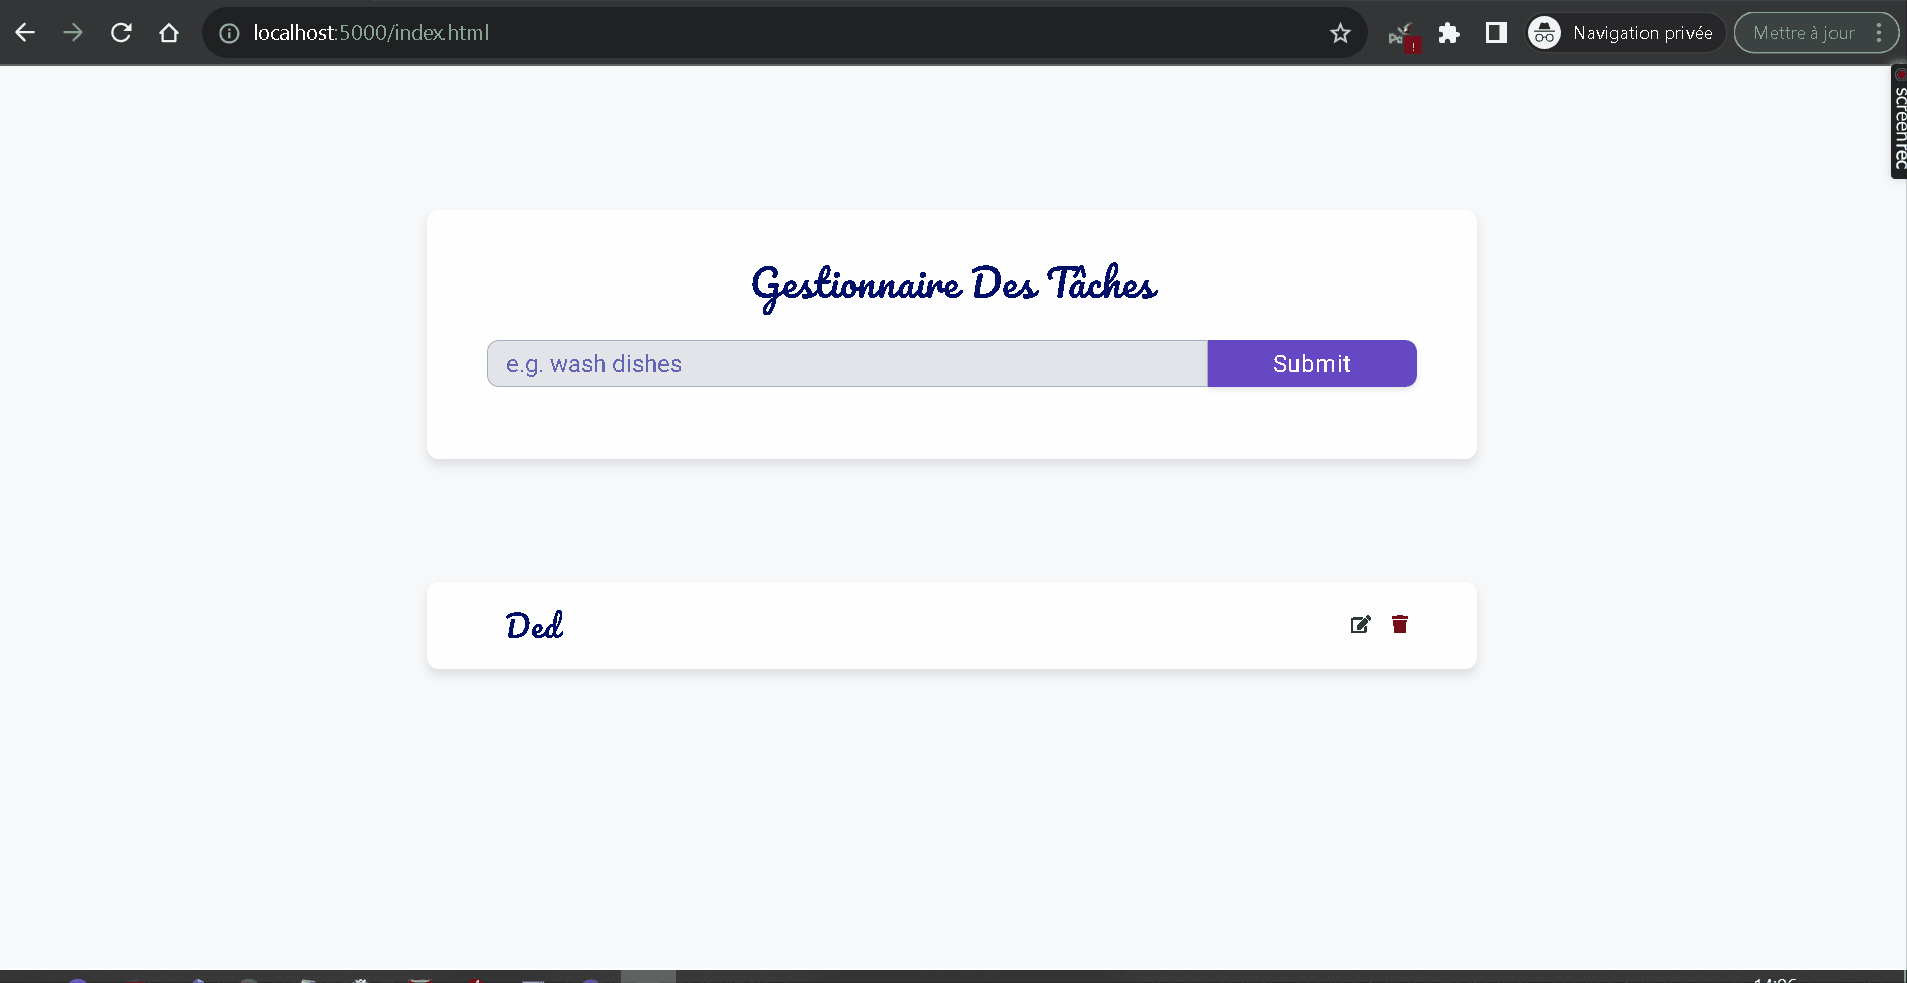 localhost:5000/index.html
Navigation privée
Mettre à jour
screenrec
Gestionnaire Des Tâches
e.g. wash dishes
Submit
Ded